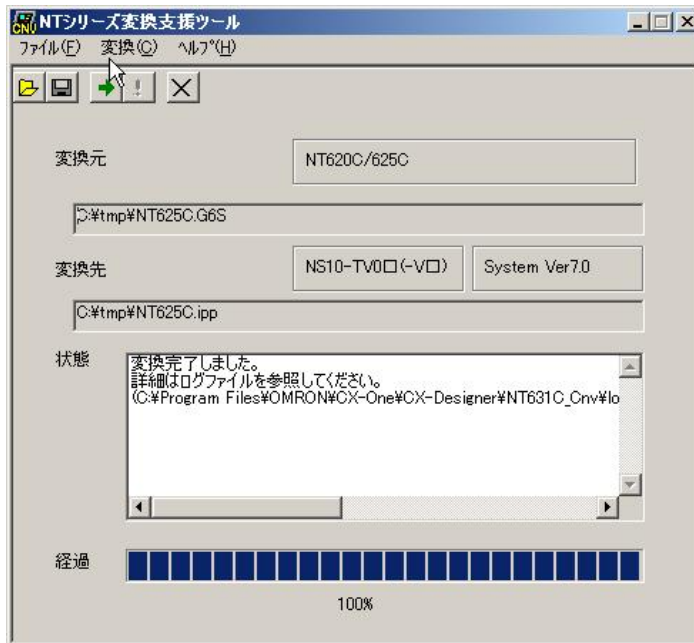 NTシリーズ変換支援ツール
ファイル(F) 変換(C) ヘルプ(H)
変換元
NT620C/625C
C:¥tmp¥NT625C.G6S
変換先
NS10-TV0□(-V□)
System Ver7.0
C:¥tmp¥NT625C.ipp
状態
変換完了しました。
詳細はログファイルを参照してください。
(C:¥Program Files¥OMRON¥CX-One¥CX-Designer¥NT631C_Cnv¥lo
経過
100%